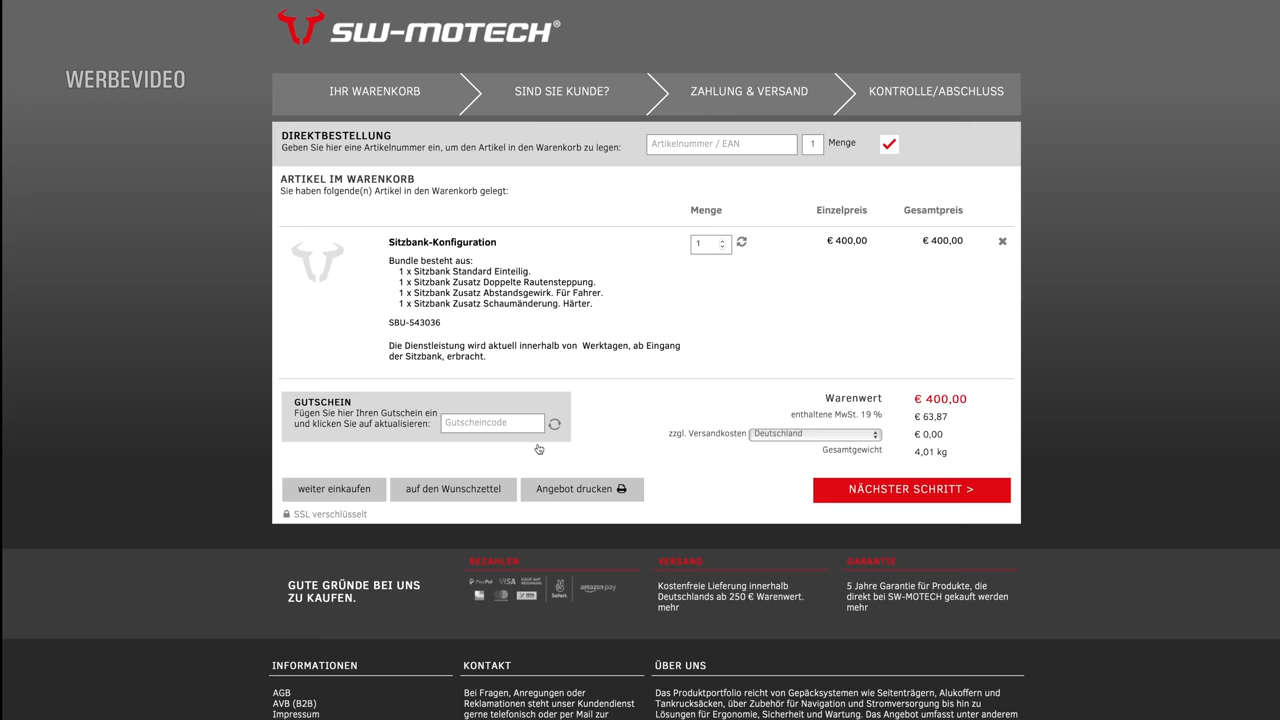 SW-MOTECH®
WERBEVIDEO
IHR WARENKORB
SIND SIE KUNDE?
ZAHLUNG & VERSAND
KONTROLLE/ABSCHLUSS
DIREKTBESTELLUNG
Geben Sie hier eine Artikelnummer ein, um den Artikel in den Warenkorb zu legen:
Artikelnummer / EAN
1
Menge
ARTIKEL IM WARENKORB
Sie haben folgende(n) Artikel in den Warenkorb gelegt:
Menge Einzelpreis Gesamtpreis
Sitzbank-Konfiguration
1
€ 400,00 € 400,00
Bundle besteht aus:
1 x Sitzbank Standard Einteilig.
1 x Sitzbank Zusatz Doppelte Rautensteppung.
1 x Sitzbank Zusatz Abstandsgewirk. Für Fahrer.
1 x Sitzbank Zusatz Schaumänderung. Härter.
SBU-543036
Die Dienstleistung wird aktuell innerhalb von Werktagen, ab Eingang
der Sitzbank, erbracht.
GUTSCHEIN
Fügen Sie hier Ihren Gutschein ein
und klicken Sie auf aktualisieren:
Gutscheincode
Warenwert € 400,00
enthaltene MwSt. 19 % € 63,87
zzgl. Versandkosten Deutschland € 0,00
Gesamtgewicht 4,01 kg
weiter einkaufen
auf den Wunschzettel
Angebot drucken
NÄCHSTER SCHRITT >
SSL verschlüsselt
GUTE GRÜNDE BEI UNS
ZU KAUFEN.
BEZAHLEN
PayPal VISA KAUF AUF RECHNUNG
Sofort.
amazon pay
VERSAND
Kostenfreie Lieferung innerhalb
Deutschlands ab 250 € Warenwert.
mehr
GARANTIE
5 Jahre Garantie für Produkte, die
direkt bei SW-MOTECH gekauft werden
mehr
INFORMATIONEN
AGB
AVB (B2B)
Impressum
KONTAKT
Bei Fragen, Anregungen oder
Reklamationen steht unser Kundendienst
gerne telefonisch oder per Mail zur
ÜBER UNS
Das Produktportfolio reicht von Gepäcksystemen wie Seitenträgern, Alukoffern und
Tankrucksäcken, über Zubehör für Navigation und Stromversorgung bis hin zu
Lösungen für Ergonomie, Sicherheit und Wartung. Das Angebot umfasst unter anderem